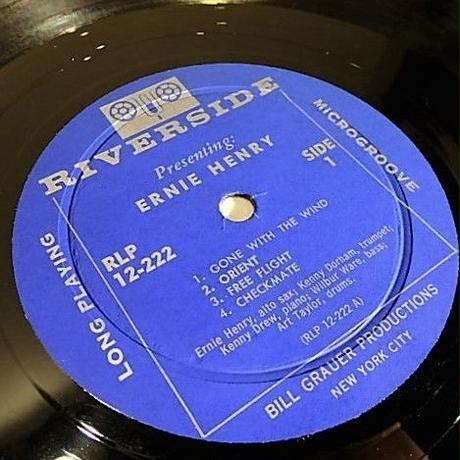 RIVERSIDE
LONG PLAYING
MICROGROOVE
Presenting:
ERNIE HENRY
SIDE
1
RLP
12-222
1. GONE WITH THE WIND
2. ORIENT
3. FREE FLIGHT
4. CHECKMATE
Ernie Henry, alto sax; Kenny Dorham, trumpet;
Kenny Drew, piano; Wilbur Ware, bass;
Art Taylor, drums.
(RLP 12-222 A)
BILL GRAUER PRODUCTIONS
NEW YORK CITY